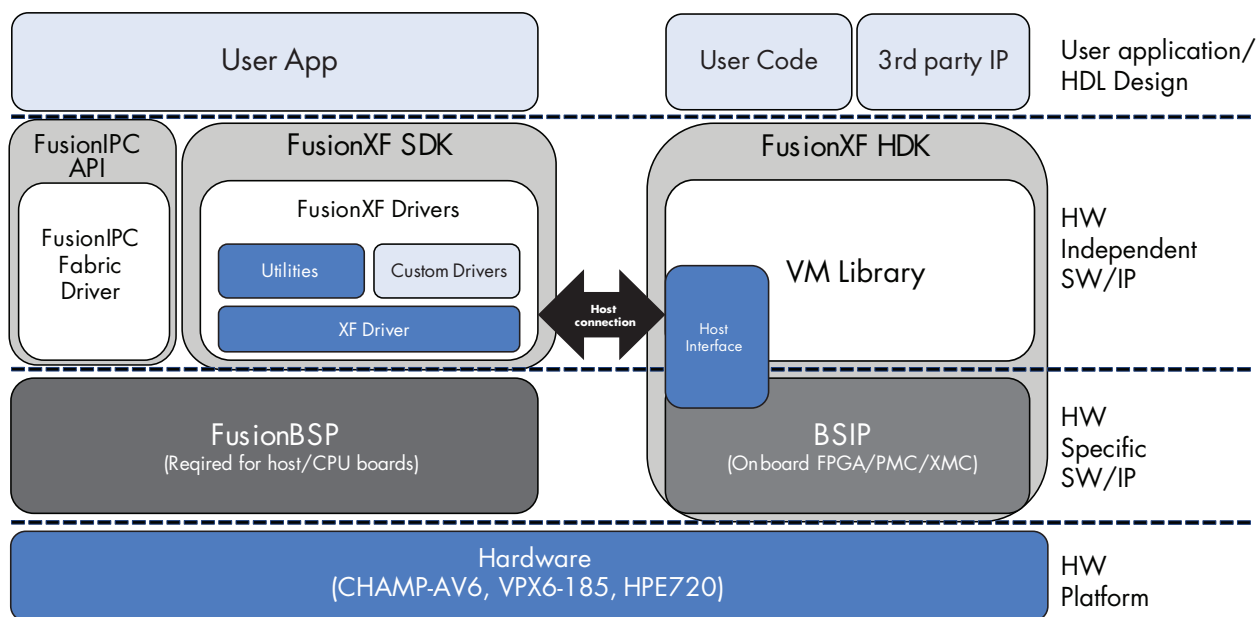 User App
User Code
3rd party IP
User application/
HDL Design
FusionIPC
API
FusionIPC
Fabric
Driver
FusionXF SDK
FusionXF Drivers
Utilities
Custom Drivers
XF Driver
Host
connection
FusionXF HDK
VM Library
Host
Interface
HW
Independent
SW/IP
FusionBSP
(Reqired for host/CPU boards)
BSIP
(Onboard FPGA/PMC/XMC)
HW
Specific
SW/IP
Hardware
(CHAMP-AV6, VPX6-185, HPE720)
HW
Platform